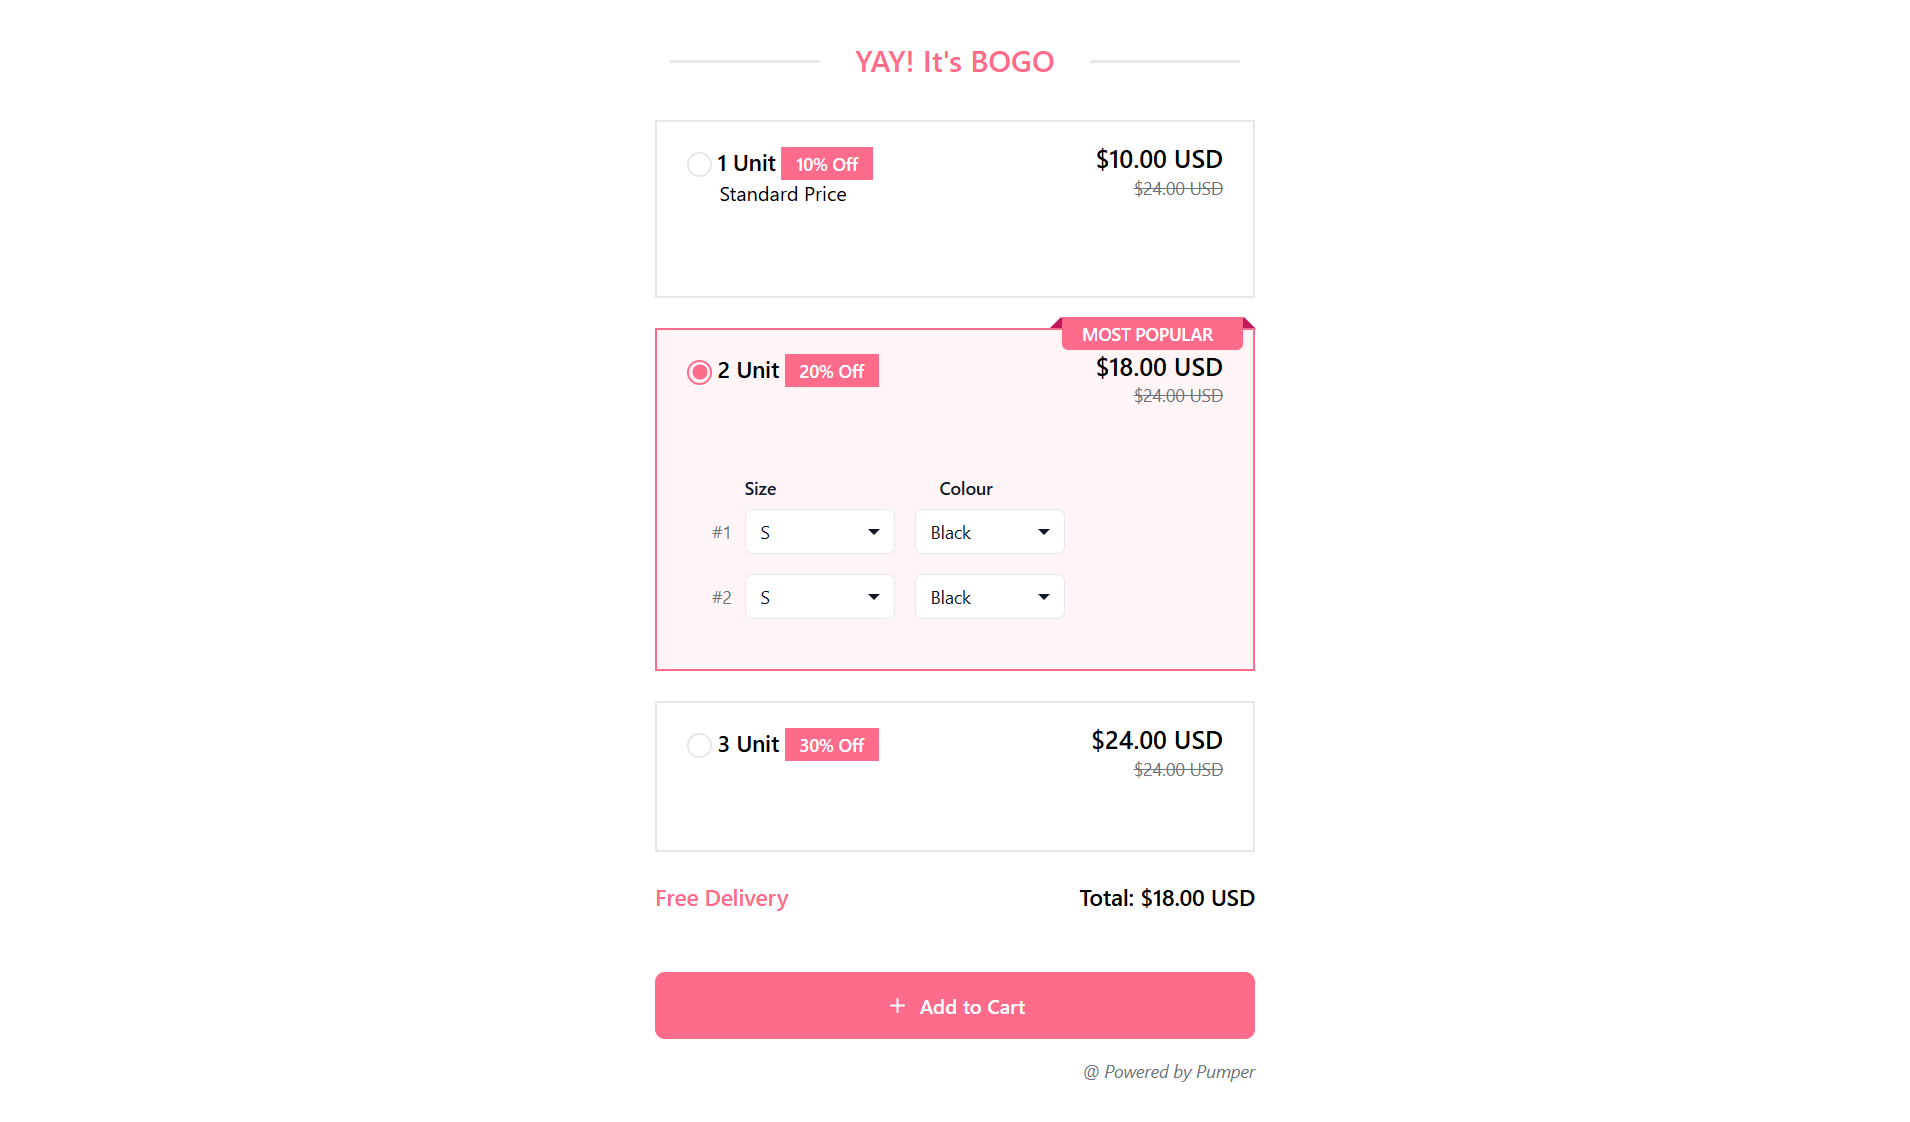 YAY! It's BOGO
1 Unit 10% Off $10.00 USD
Standard Price $24.00 USD
MOST POPULAR
2 Unit 20% Off $18.00 USD
$24.00 USD
Size Colour
#1 S Black
#2 S Black
3 Unit 30% Off $24.00 USD
$24.00 USD
Free Delivery Total: $18.00 USD
+ Add to Cart
@ Powered by Pumper